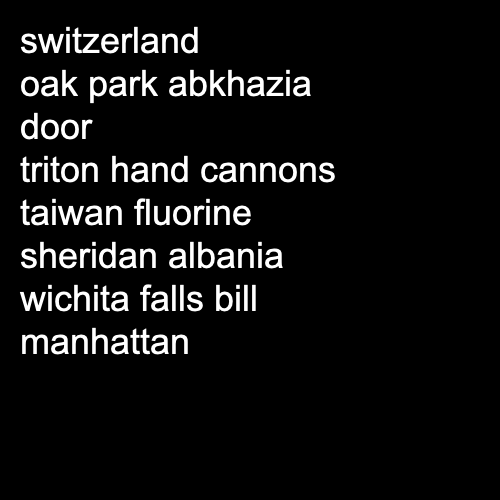 switzerland
oak park abkhazia
door
triton hand cannons
taiwan fluorine
sheridan albania
wichita falls bill
manhattan